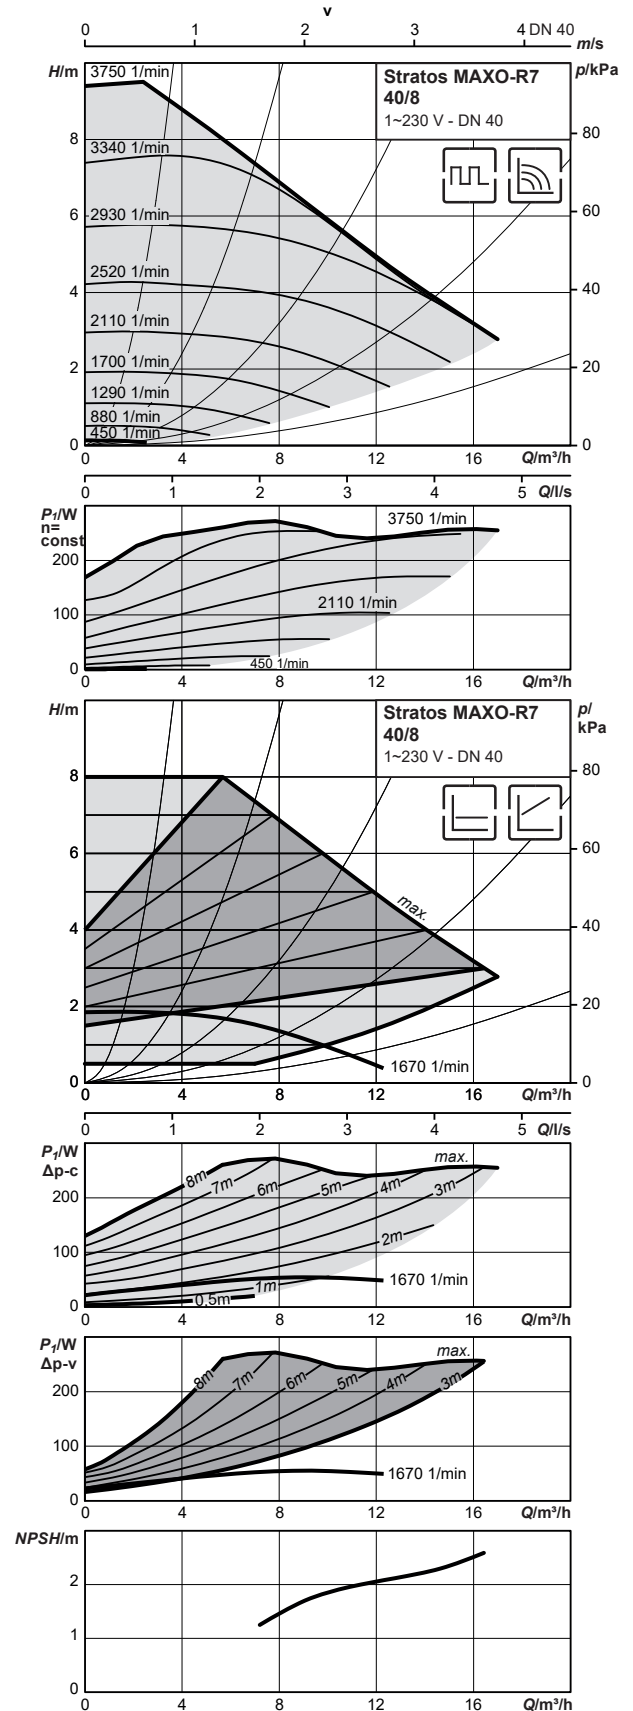 v
0 1 2 3 4 DN 40
m/s
H/m
p/kPa
3750 1/min
Stratos MAXO-R7
40/8
1~230 V - DN 40
8
80
3340 1/min
2930 1/min
6
60
2520 1/min
4
40
2110 1/min
1700 1/min
2
20
1290 1/min
880 1/min
450 1/min
0
0
0 4 8 12 16 Q/m³/h
0 1 2 3 4 5 Q/l/s
P₁/W
n=
const
3750 1/min
200
2110 1/min
100
450 1/min
0
0 4 8 12 16 Q/m³/h
H/m
p/
kPa
Stratos MAXO-R7
40/8
1~230 V - DN 40
8
80
6
60
max.
4
40
2
20
1670 1/min
0
0
0 4 8 12 16 Q/m³/h
0 1 2 3 4 5 Q/l/s
P₁/W
Δp-c
max.
8m 7m 6m 5m 4m 3m
200
2m
100
1670 1/min
1m
0,5m
0
0 4 8 12 16 Q/m³/h
P₁/W
Δp-v
max.
8m 7m 6m 5m 4m 3m
200
100
1670 1/min
0
0 4 8 12 16 Q/m³/h
NPSH/m
2
1
0
0 4 8 12 16 Q/m³/h